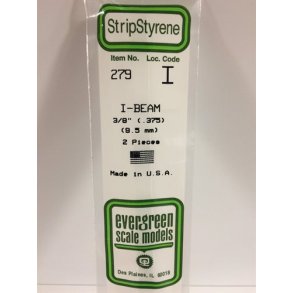 StripStyrene
Item No. Loc. Code
279 I
I-BEAM
3/8" (.375)
(9.5 mm)
2 Pieces
Made in U.S.A.
evergreen
scale models
Des Plaines, IL 60018